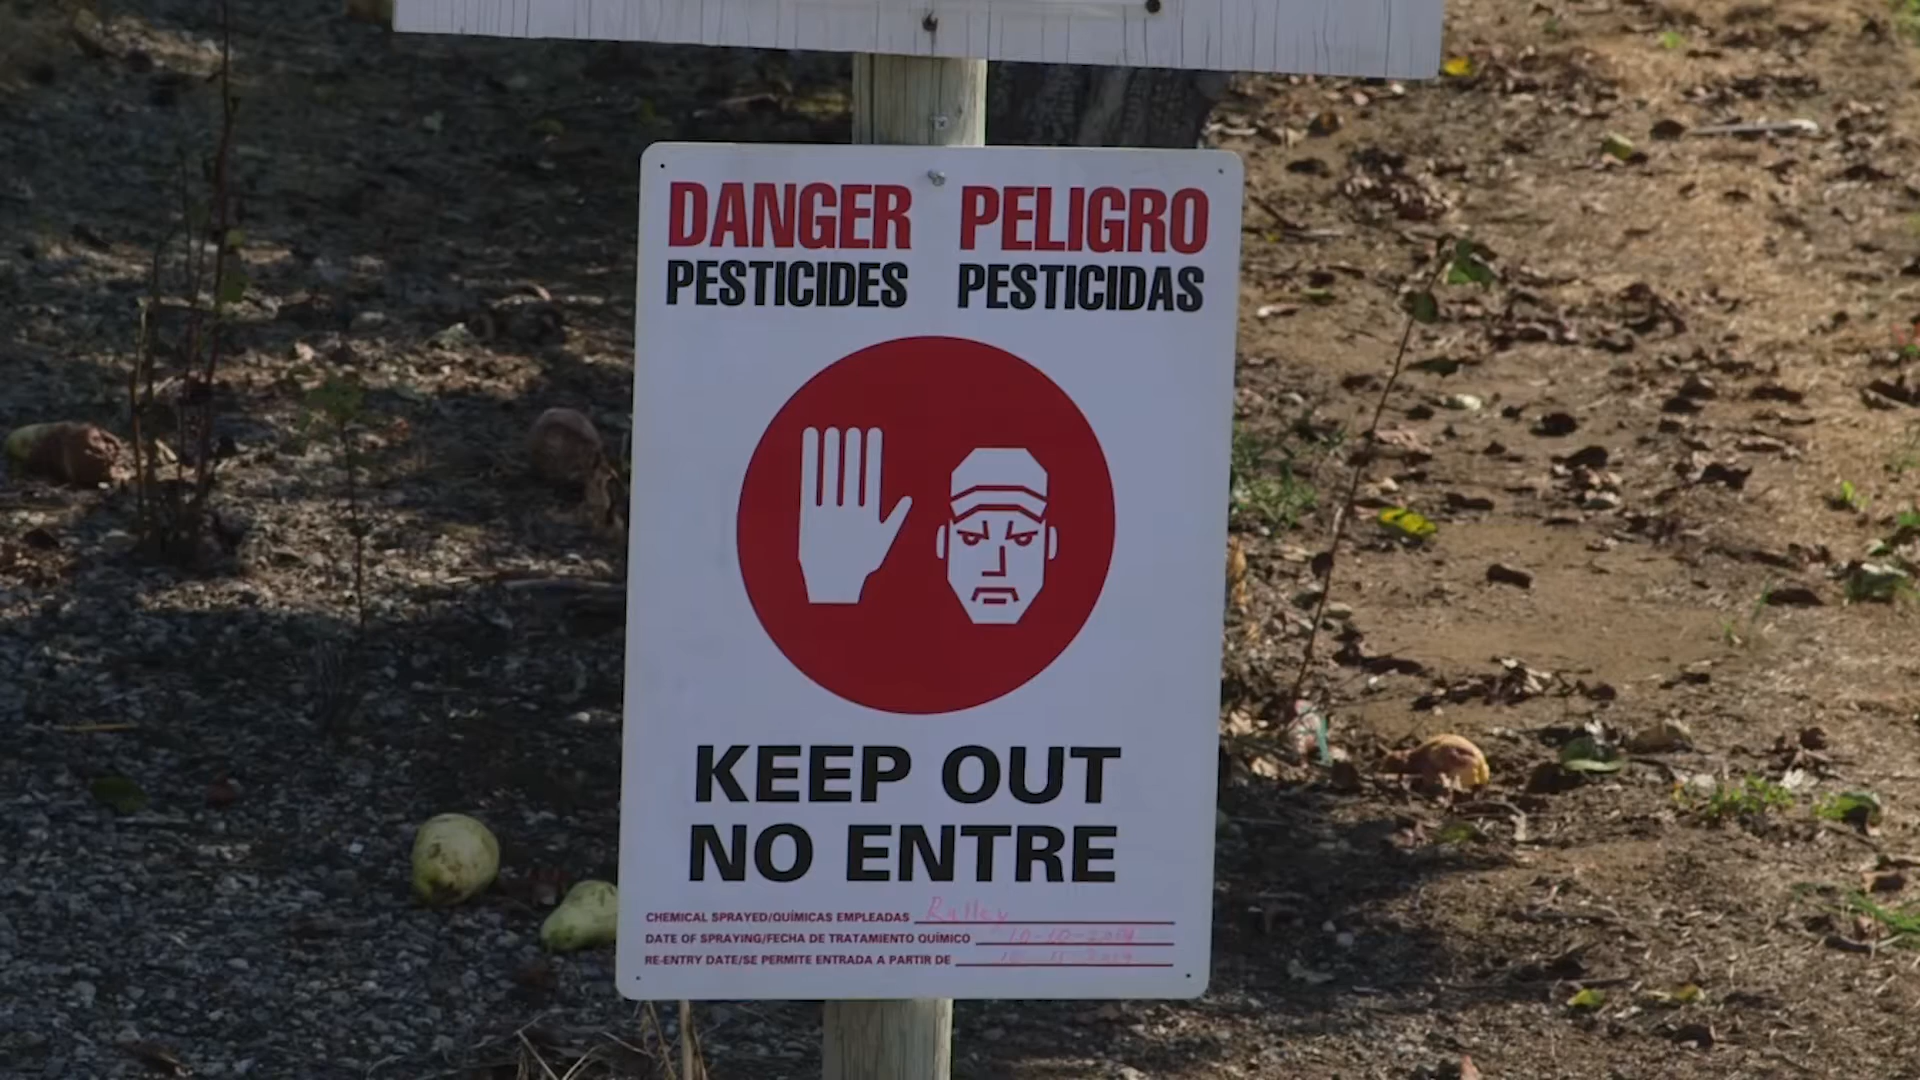 DANGER PELIGRO
PESTICIDES PESTICIDAS
KEEP OUT
NO ENTRE
CHEMICAL SPRAYED/QUÍMICAS EMPLEADAS
DATE OF SPRAYING/FECHA DE TRATAMIENTO QUÍMICO
RE-ENTRY DATE/SE PERMITE ENTRADA A PARTIR DE